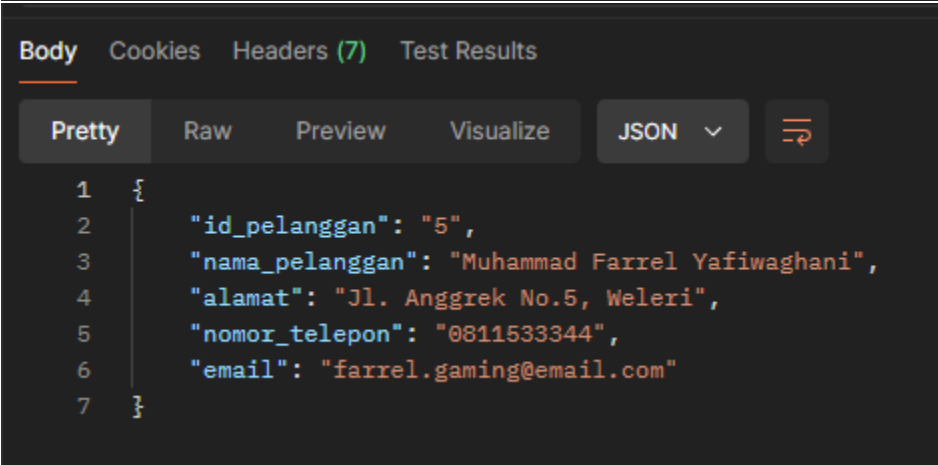 Body Cookies Headers (7) Test Results
Pretty Raw Preview Visualize JSON
1 {
2 "id_pelanggan": "5",
3 "nama_pelanggan": "Muhammad Farrel Yafiwaghani",
4 "alamat": "Jl. Anggrek No.5, Weleri",
5 "nomor_telepon": "0811533344",
6 "email": "farrel.gaming@email.com"
7 }